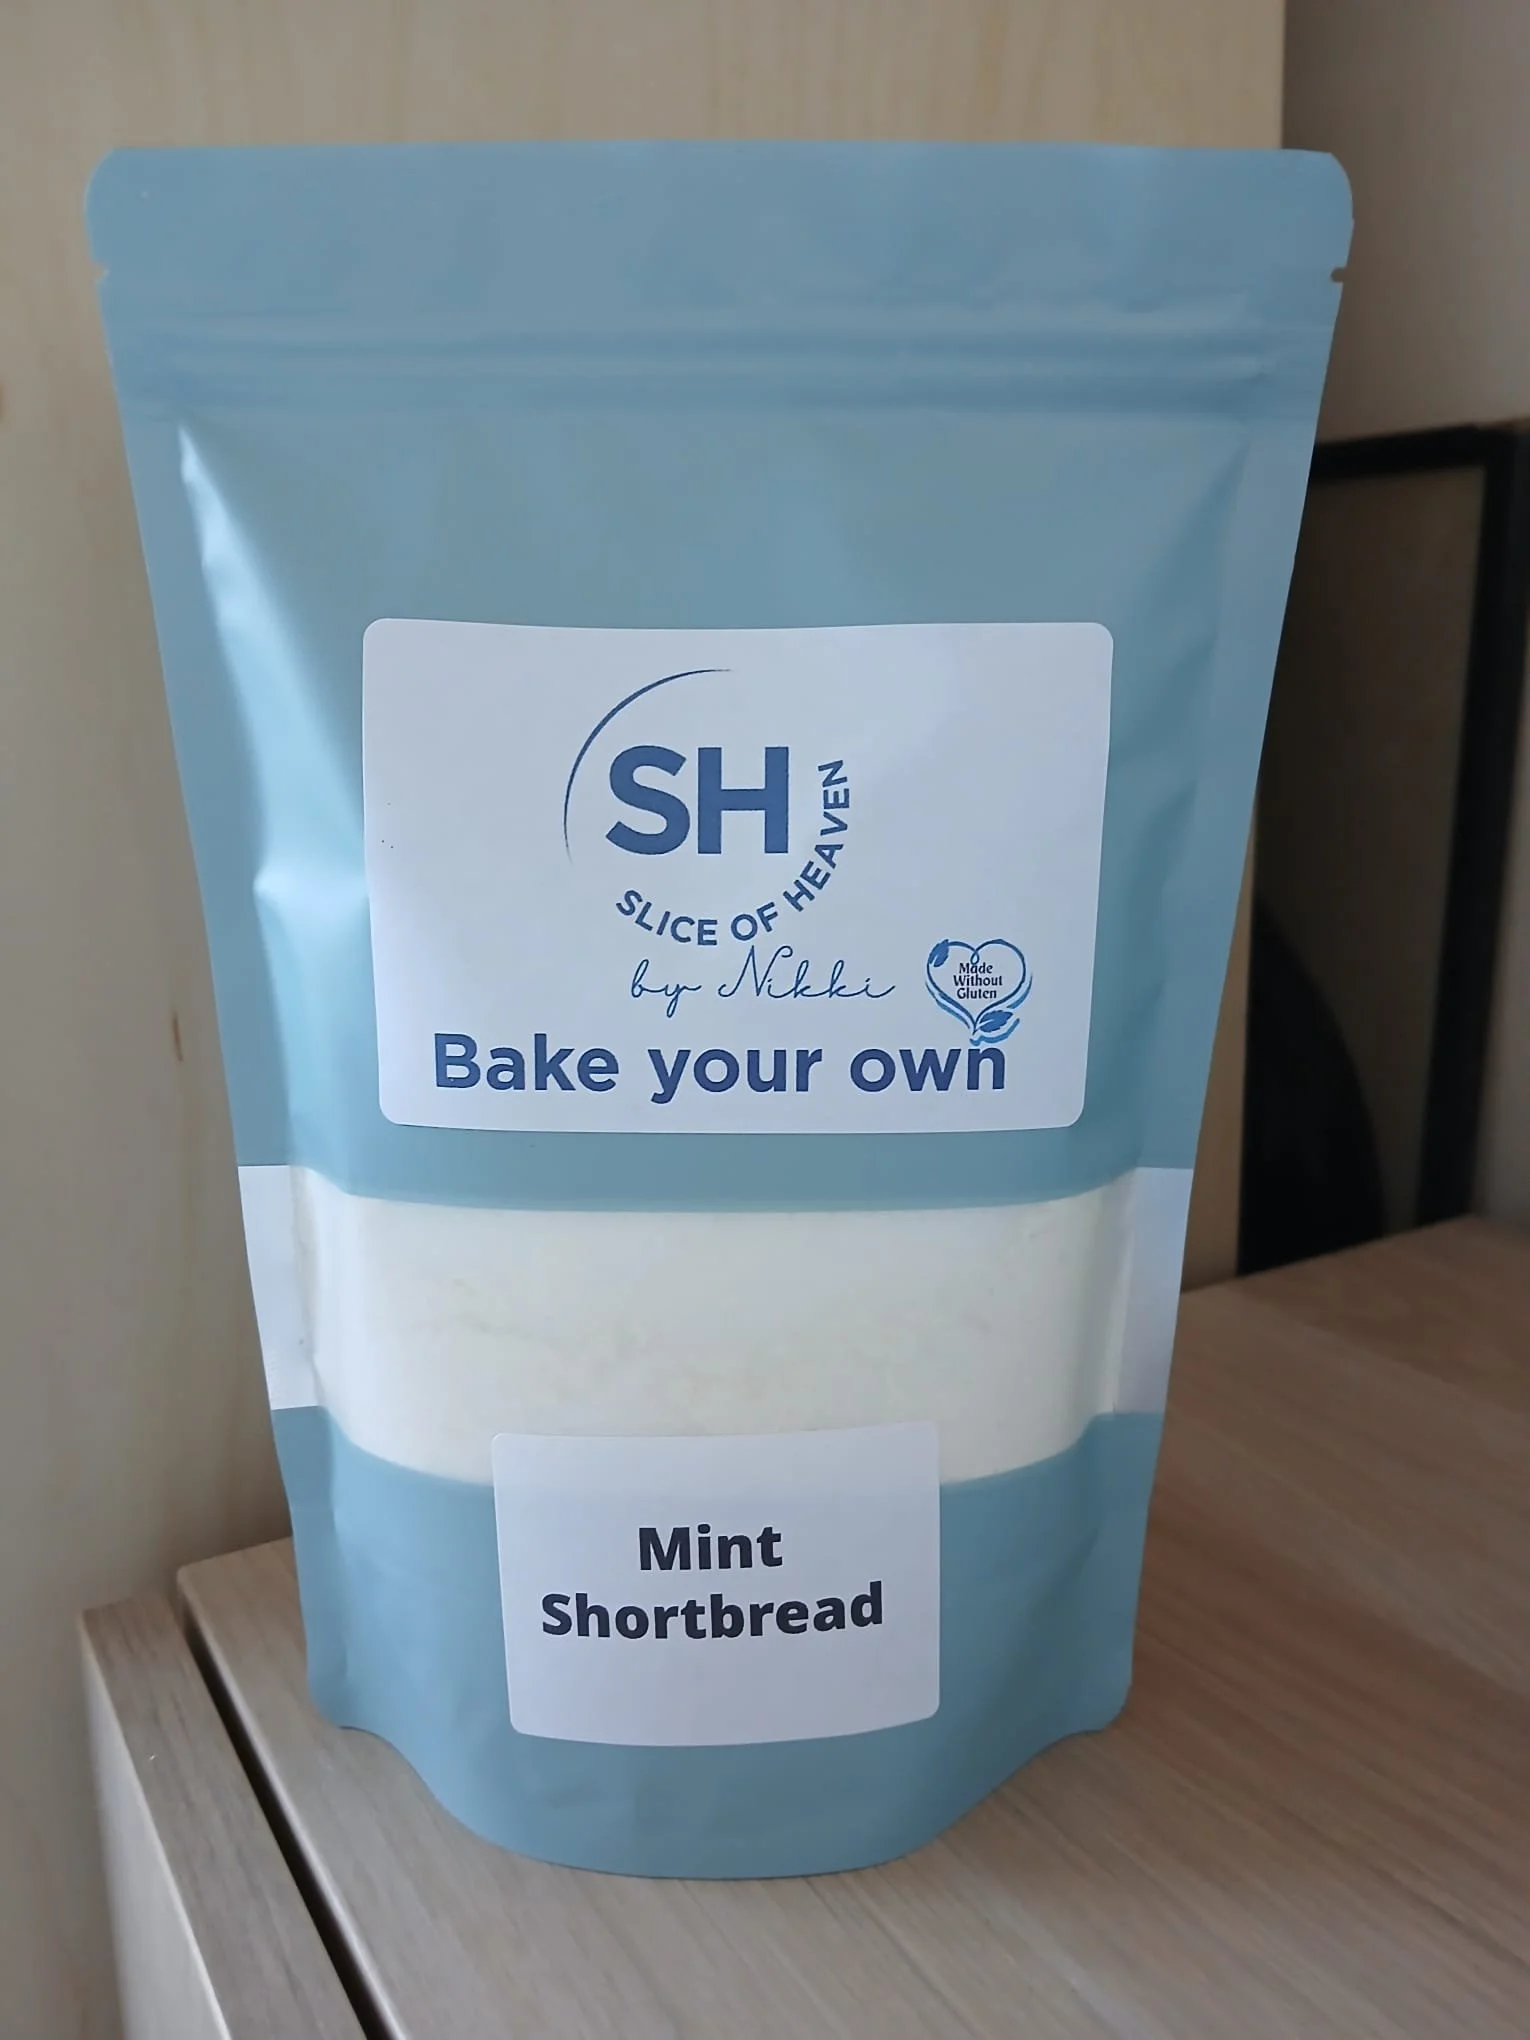 SH
SLICE OF HEAVEN
by Nikki
Made
Without
Gluten
Bake your own
Mint
Shortbread